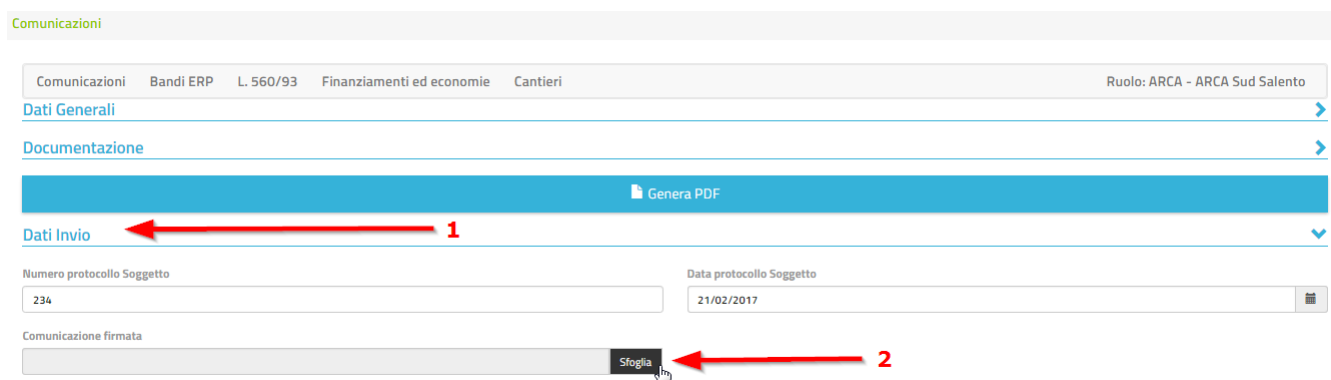 Comunicazioni
Comunicazioni Bandi ERP L. 560/93 Finanziamenti ed economie Cantieri Ruolo: ARCA - ARCA Sud Salento
Dati Generali
Documentazione
Genera PDF
Dati Invio 1
Numero protocollo Soggetto Data protocollo Soggetto
234 21/02/2017
Comunicazione firmata
Sfoglia 2